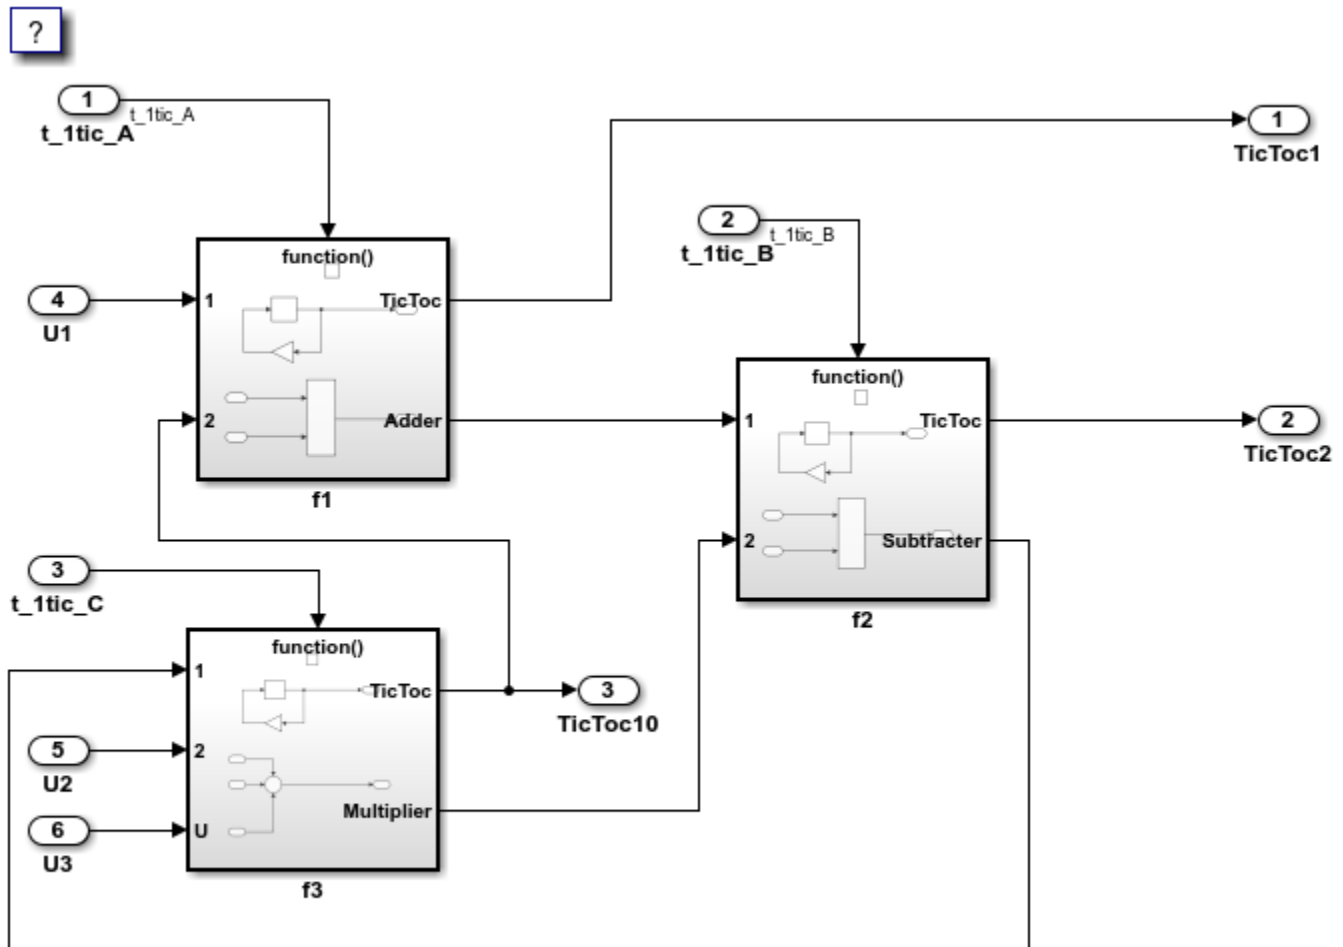 ?
1
t_1tic_A
t_1tic_A
1
TicToc1
2
t_1tic_B
t_1tic_B
function()
4
U1
1
TicToc
2
Adder
f1
function()
1
TicToc
2
TicToc2
2
Subtracter
f2
3
t_1tic_C
function()
1
TicToc
3
TicToc10
5
U2
2
Multiplier
6
U3
U
f3